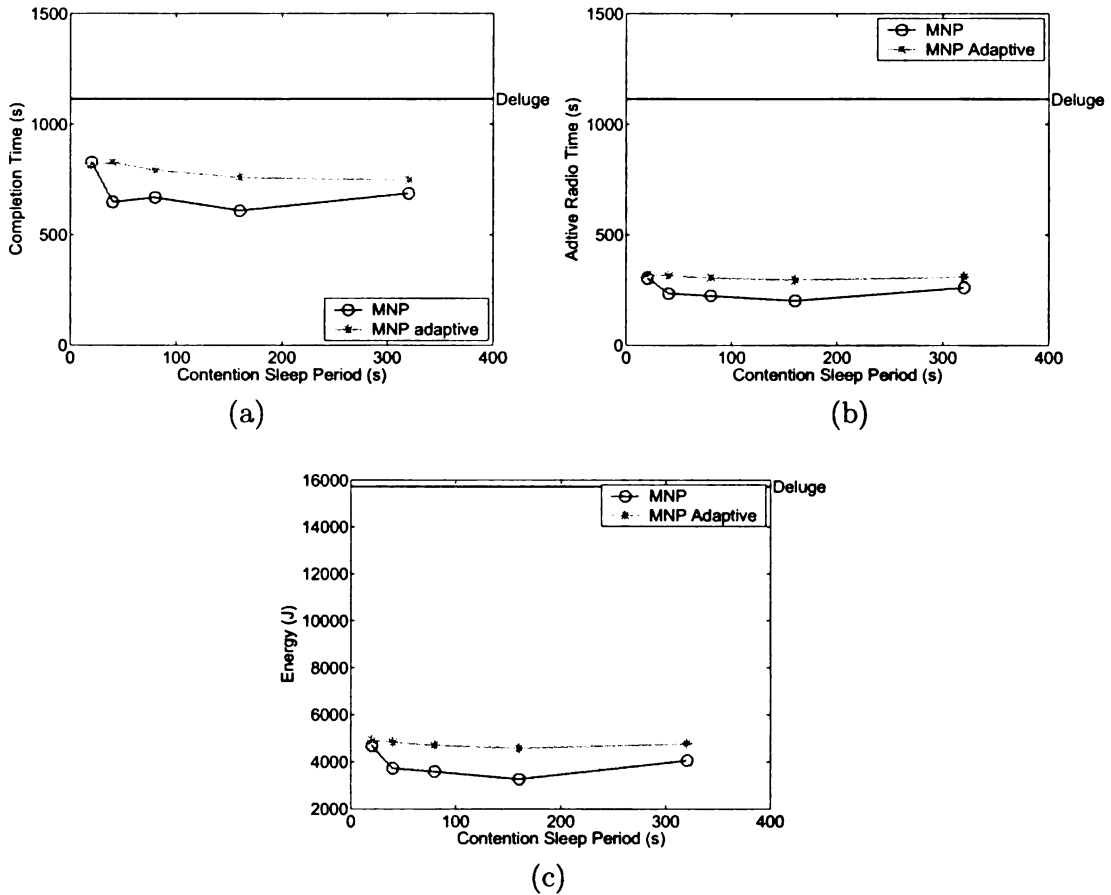 1500
1000
500
0
0
100
200
300
400
Completion Time (s)
Contention Sleep Period (s)
Deluge
MNP
MNP adaptive
(a)
1500
1000
500
0
0
100
200
300
400
Adtive Radio Time (s)
Contention Sleep Period (s)
MNP
MNP Adaptive
Deluge
(b)
16000
14000
12000
10000
8000
6000
4000
2000
0
100
200
300
400
Energy (J)
Contention Sleep Period (s)
Deluge
MNP
MNP Adaptive
(c)